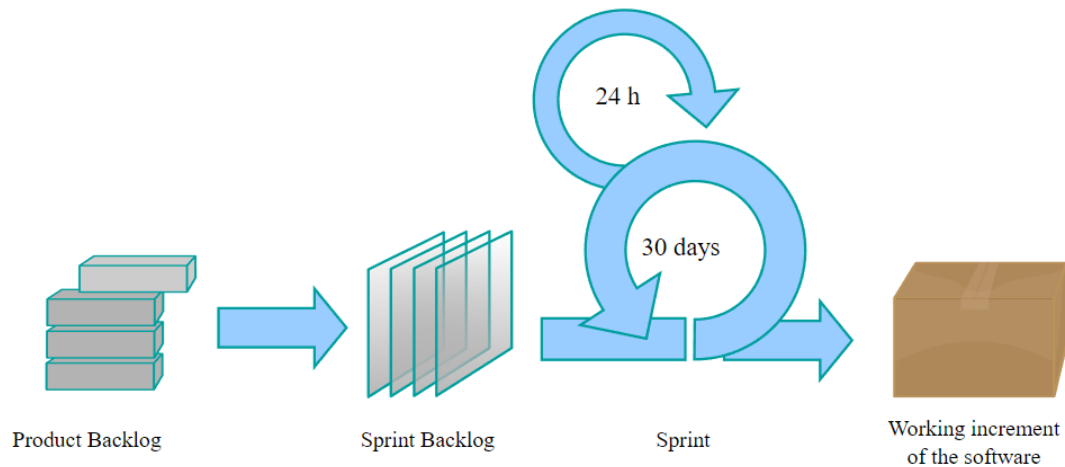 24 h
30 days
Product Backlog
Sprint Backlog
Sprint
Working increment
of the software